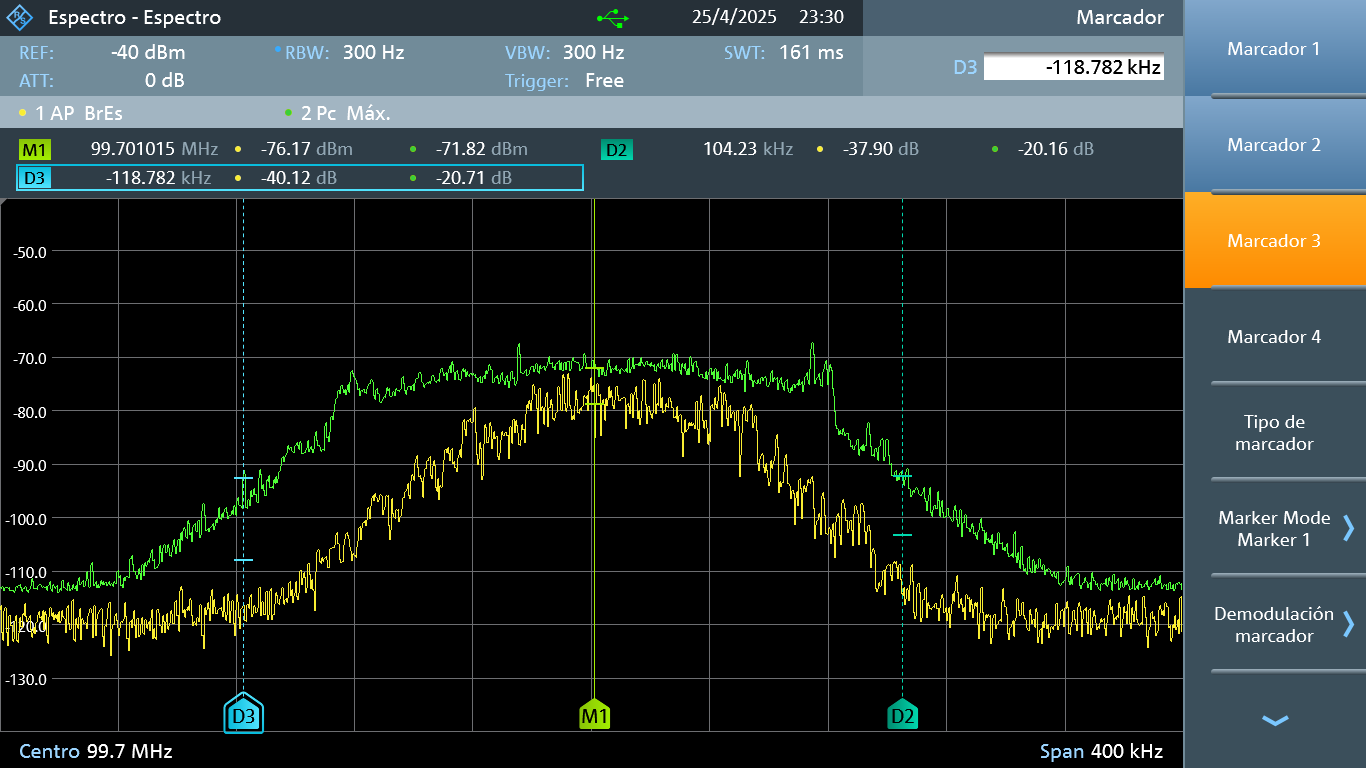 Espectro - Espectro 25/4/2025 23:30 Marcador
REF: -40 dBm RBW: 300 Hz VBW: 300 Hz SWT: 161 ms
D3 -118.782 kHz
ATT: 0 dB Trigger: Free
1 AP BrEs 2 Pc Máx.
M1 99.701015 MHz -76.17 dBm -71.82 dBm D2 104.23 kHz -37.90 dB -20.16 dB
D3 -118.782 kHz -40.12 dB -20.71 dB
-50.0
-60.0
-70.0
-80.0
-90.0
-100.0
-110.0
-120.0
-130.0
D3 M1 D2
Centro 99.7 MHz Span 400 kHz
Marcador 1
Marcador 2
Marcador 3
Marcador 4
Tipo de
marcador
Marker Mode
Marker 1
Demodulación
marcador